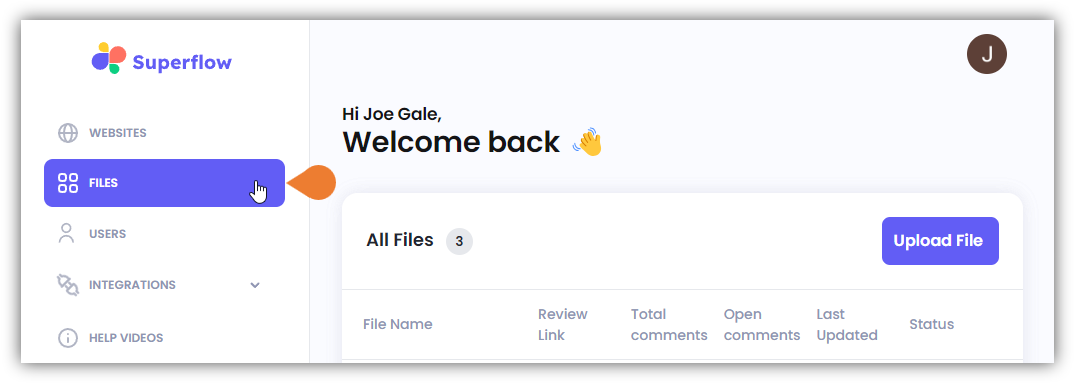 Superflow
WEBSITES
FILES
USERS
INTEGRATIONS
HELP VIDEOS
J
Hi Joe Gale,
Welcome back 👋
All Files 3
Upload File
File Name
Review
Link
Total
comments
Open
comments
Last
Updated
Status